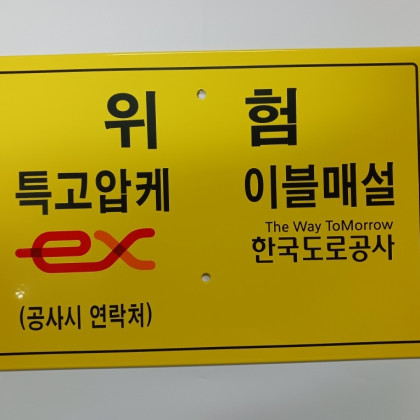 위 험
특고압케 이블매설
ex The Way ToMorrow
한국도로공사
(공사시 연락처)